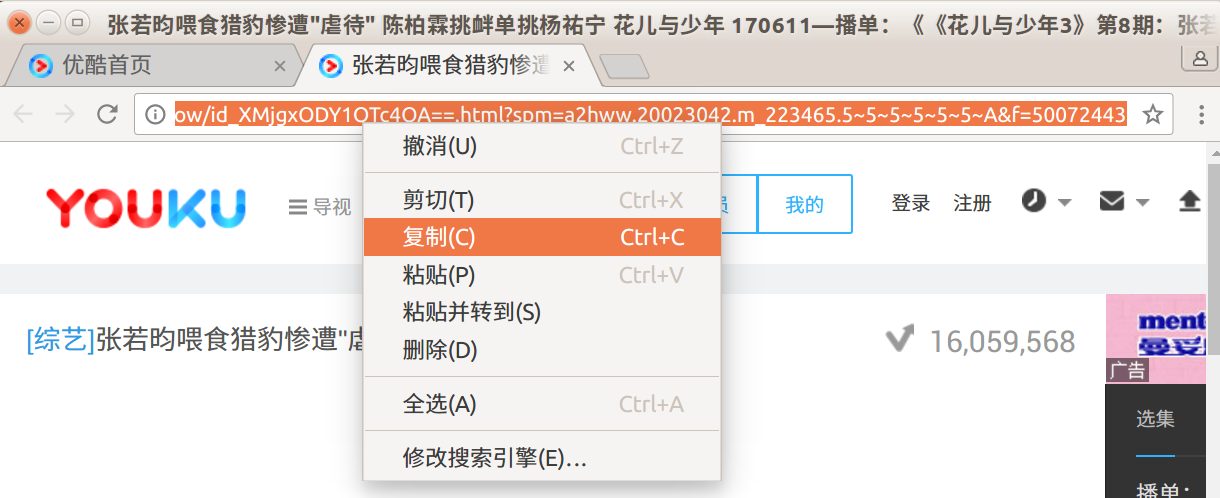 张若昀喂食猎豹惨遭"虐待" 陈柏霖挑衅单挑杨祐宁 花儿与少年 170611—播单：《《花儿与少年3》第8期：张若
优酷首页
张若昀喂食猎豹惨遭
ow/id_XMjgxODY1OTc4OA==.html?spm=a2hww.20023042.m_223465.5~5~5~5~5~5~A&f=50072443
撤消(U) Ctrl+Z
剪切(T) Ctrl+X
复制(C) Ctrl+C
粘贴(P) Ctrl+V
粘贴并转到(S)
删除(D)
全选(A) Ctrl+A
修改搜索引擎(E)...
YOUKU
导视
员
我的
登录 注册
[综艺]张若昀喂食猎豹惨遭"虐
16,059,568
ment
曼妥
广告
选集
播单：